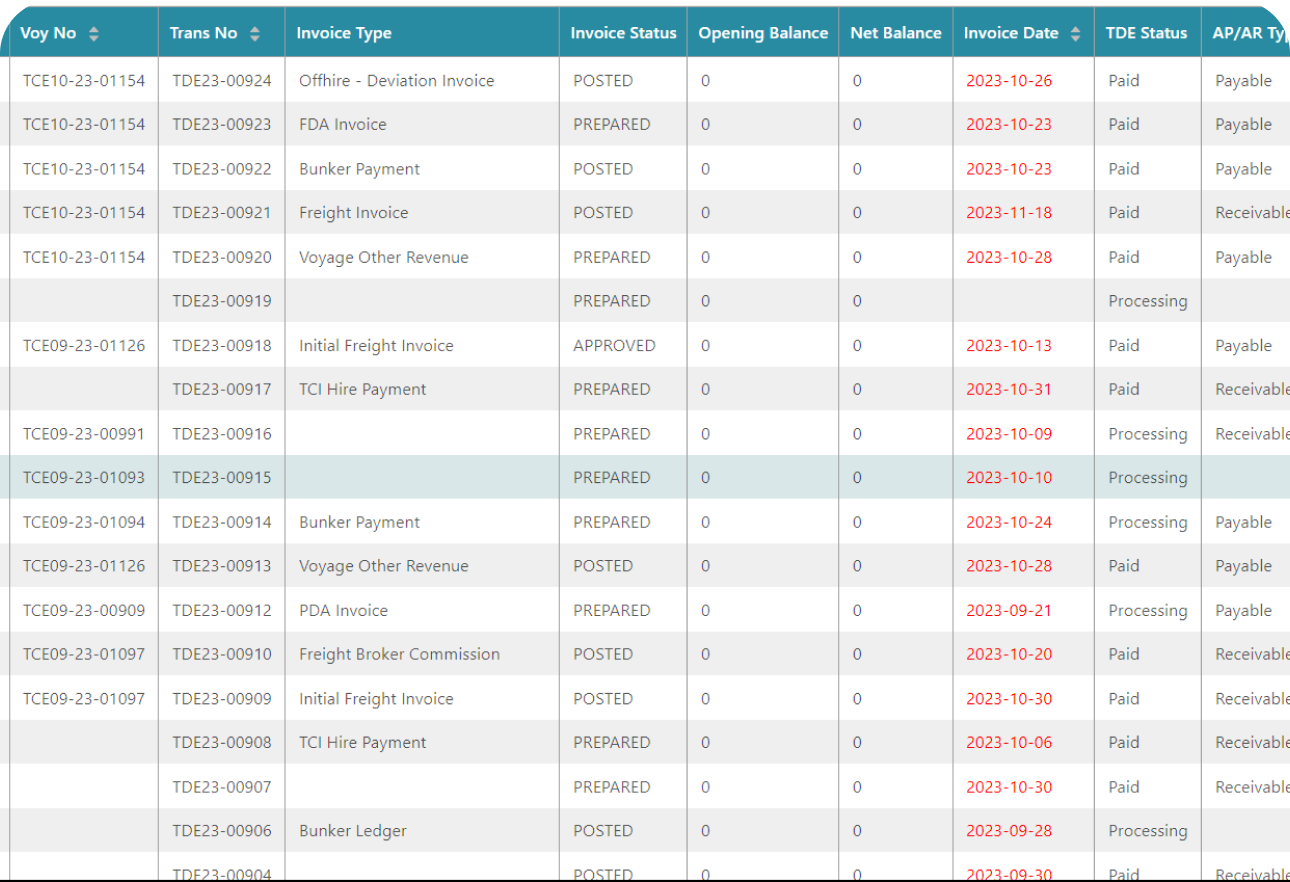 Voy No Trans No Invoice Type Invoice Status Opening Balance Net Balance Invoice Date TDE Status AP/AR
TCE10-23-01154 TDE23-00924 Offhire - Deviation Invoice POSTED 0 0 2023-10-26 Paid Payable
TCE10-23-01154 TDE23-00923 FDA Invoice PREPARED 0 0 2023-10-23 Paid Payable
TCE10-23-01154 TDE23-00922 Bunker Payment POSTED 0 0 2023-10-23 Paid Payable
TCE10-23-01154 TDE23-00921 Freight Invoice POSTED 0 0 2023-11-18 Paid Receivable
TCE10-23-01154 TDE23-00920 Voyage Other Revenue PREPARED 0 0 2023-10-28 Paid Payable
TDE23-00919 PREPARED 0 0 Processing
TCE09-23-01126 TDE23-00918 Initial Freight Invoice APPROVED 0 0 2023-10-13 Paid Payable
TDE23-00917 TCI Hire Payment PREPARED 0 0 2023-10-31 Paid Receivable
TCE09-23-00991 TDE23-00916 PREPARED 0 0 2023-10-09 Processing Receivable
TCE09-23-01093 TDE23-00915 PREPARED 0 0 2023-10-10 Processing
TCE09-23-01094 TDE23-00914 Bunker Payment PREPARED 0 0 2023-10-24 Processing Payable
TCE09-23-01126 TDE23-00913 Voyage Other Revenue POSTED 0 0 2023-10-28 Paid Payable
TCE09-23-00909 TDE23-00912 PDA Invoice PREPARED 0 0 2023-09-21 Processing Payable
TCE09-23-01097 TDE23-00910 Freight Broker Commission POSTED 0 0 2023-10-20 Paid Receivable
TCE09-23-01097 TDE23-00909 Initial Freight Invoice POSTED 0 0 2023-10-30 Paid Receivable
TDE23-00908 TCI Hire Payment PREPARED 0 0 2023-10-06 Paid Receivable
TDE23-00907 PREPARED 0 0 2023-10-30 Paid Receivable
TDE23-00906 Bunker Ledger POSTED 0 0 2023-09-28 Processing
TDE23-00904 POSTED 0 0 2023-09-30 Paid Receivable